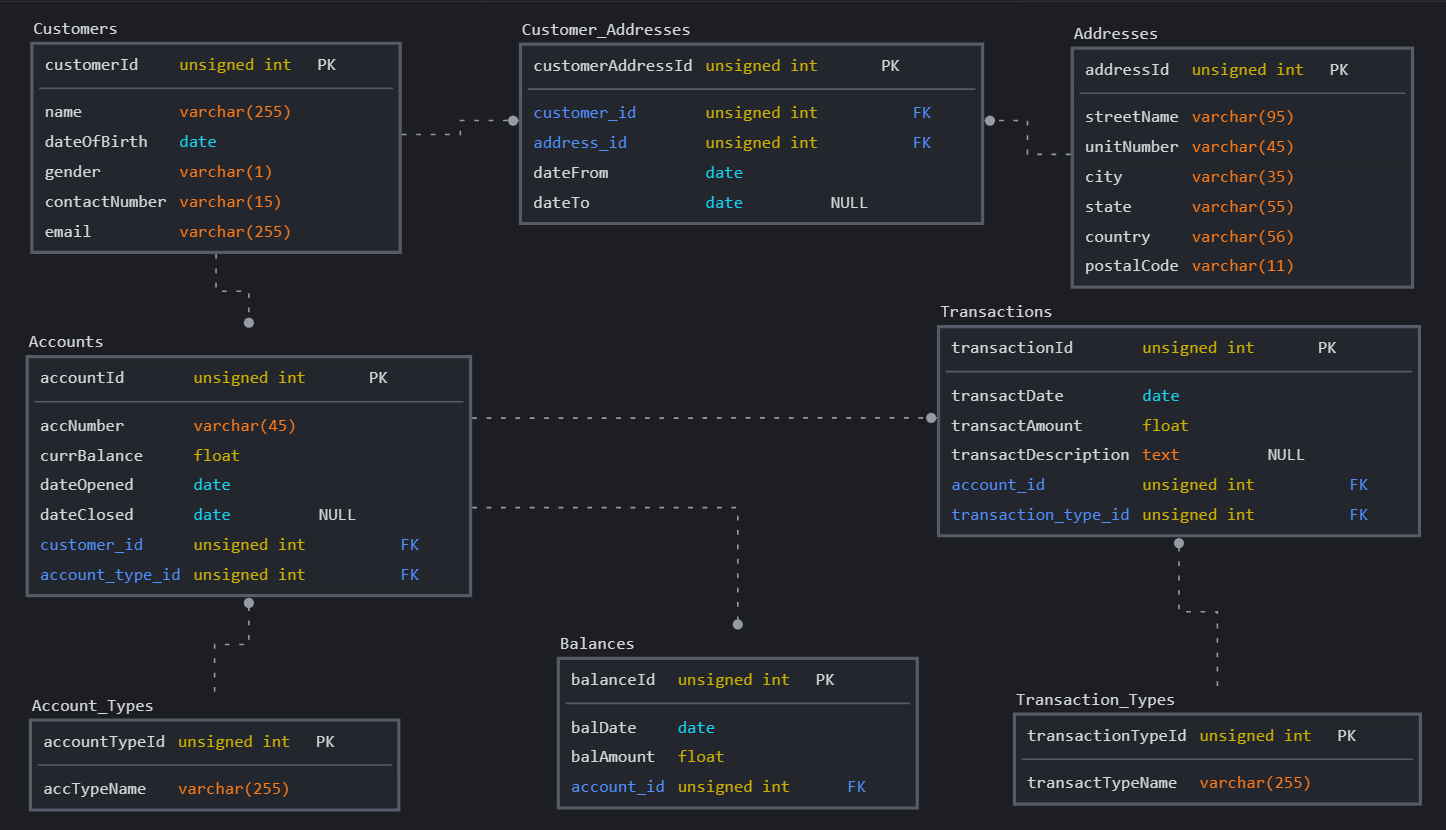 Customers
customerId unsigned int PK
name varchar(255)
dateOfBirth date
gender varchar(1)
contactNumber varchar(15)
email varchar(255)
Customer_Addresses
customerAddressId unsigned int PK
customer_id unsigned int FK
address_id unsigned int FK
dateFrom date
dateTo date NULL
Addresses
addressId unsigned int PK
streetName varchar(95)
unitNumber varchar(45)
city varchar(35)
state varchar(55)
country varchar(56)
postalCode varchar(11)
Accounts
accountId unsigned int PK
accNumber varchar(45)
currBalance float
dateOpened date
dateClosed date NULL
customer_id unsigned int FK
account_type_id unsigned int FK
Transactions
transactionId unsigned int PK
transactDate date
transactAmount float
transactDescription text NULL
account_id unsigned int FK
transaction_type_id unsigned int FK
Account_Types
accountTypeId unsigned int PK
accTypeName varchar(255)
Balances
balanceId unsigned int PK
balDate date
balAmount float
account_id unsigned int FK
Transaction_Types
transactionTypeId unsigned int PK
transactTypeName varchar(255)